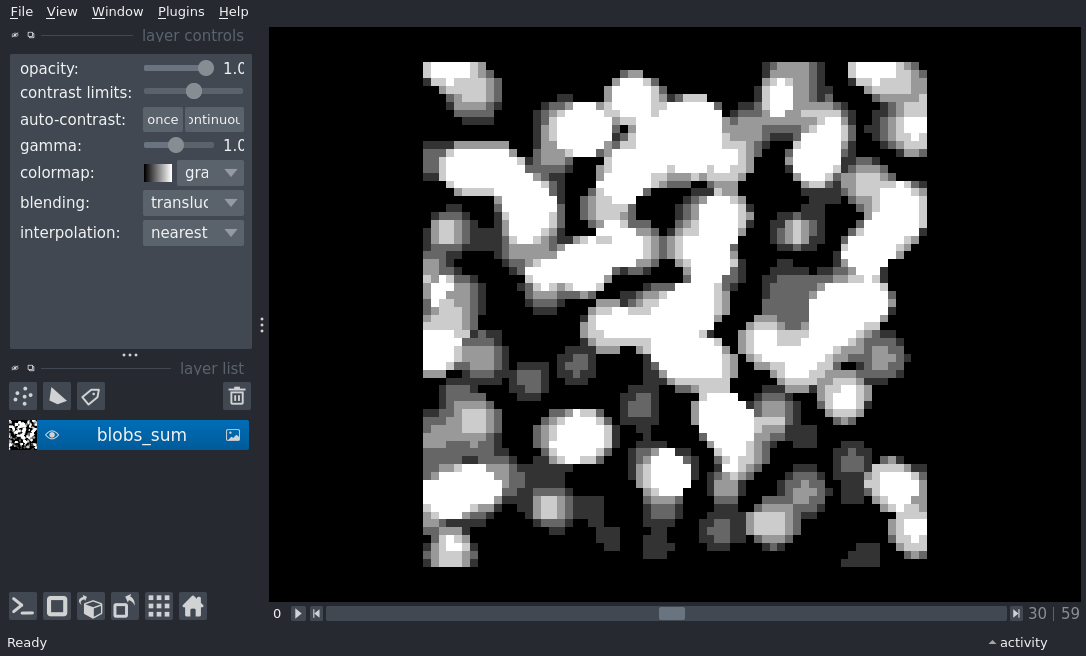 File View Window Plugins Help
layer controls
opacity: 1.0
contrast limits:
auto-contrast: once ontinuou
gamma: 1.0
colormap: gra
blending: transluc
interpolation: nearest
layer list
blobs_sum
0 30 | 59
Ready activity